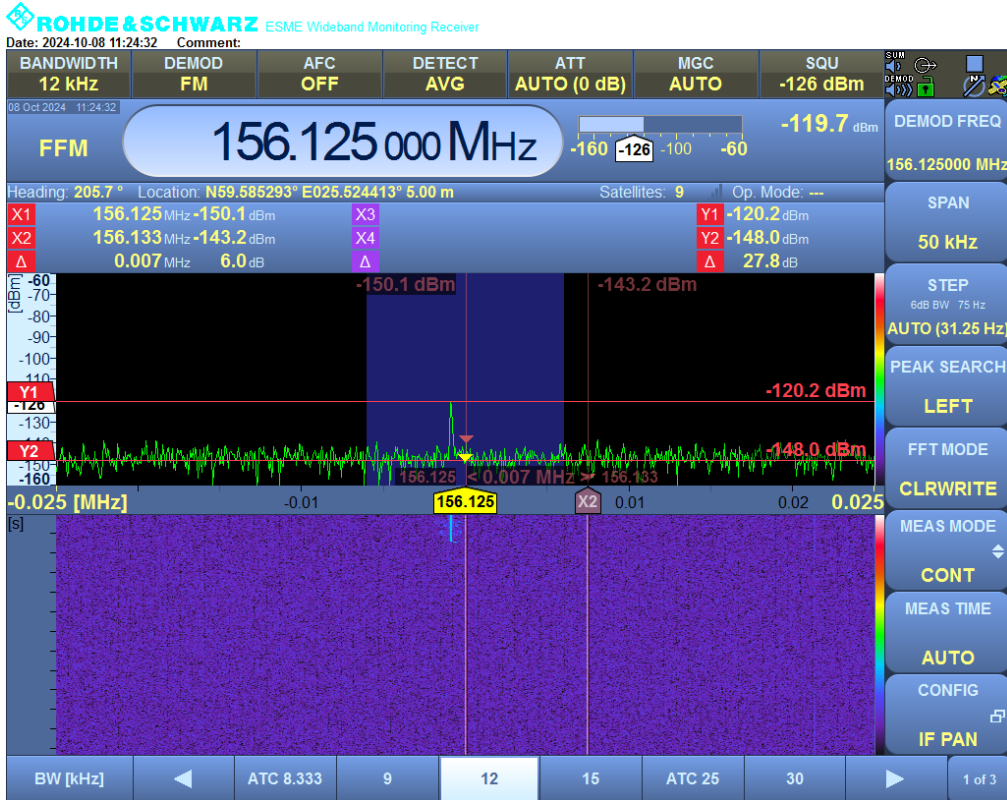 ROHDE & SCHWARZ ESME Wideband Monitoring Receiver
Date: 2024-10-08 11:24:32 Comment:
BANDWIDTH DEMOD AFC DETECT ATT MGC SQU
12 kHz FM OFF AVG AUTO (0 dB) AUTO -126 dBm
SUM
DEMOD
N
08 Oct 2024 11:24:32
FFM 156.125 000 MHz
-160 -126 -100 -60
-119.7 dBm
DEMOD FREQ
156.125000 MHz
Heading: 205.7 ° Location: N59.585293° E025.524413° 5.00 m Satellites: 9 Op. Mode: ---
X1 156.125 MHz -150.1 dBm X3 Y1 -120.2 dBm
X2 156.133 MHz -143.2 dBm X4 Y2 -148.0 dBm
Δ 0.007 MHz 6.0 dB Δ Δ 27.8 dB
SPAN
50 kHz
[dBm]
-60
-70
-80
-90
-100
-110
Y1
-126
-130
Y2
-150
-160
-150.1 dBm -143.2 dBm
-120.2 dBm
-148.0 dBm
156.125 < 0.007 MHz > 156.133
-0.025 [MHz] -0.01 156.125 X2 0.01 0.02 0.025
[s]
STEP
6dB BW 75 Hz
AUTO (31.25 Hz)
PEAK SEARCH
LEFT
FFT MODE
CLRWRITE
MEAS MODE
CONT
MEAS TIME
AUTO
CONFIG
IF PAN
BW [kHz] ATC 8.333 9 12 15 ATC 25 30 1 of 3